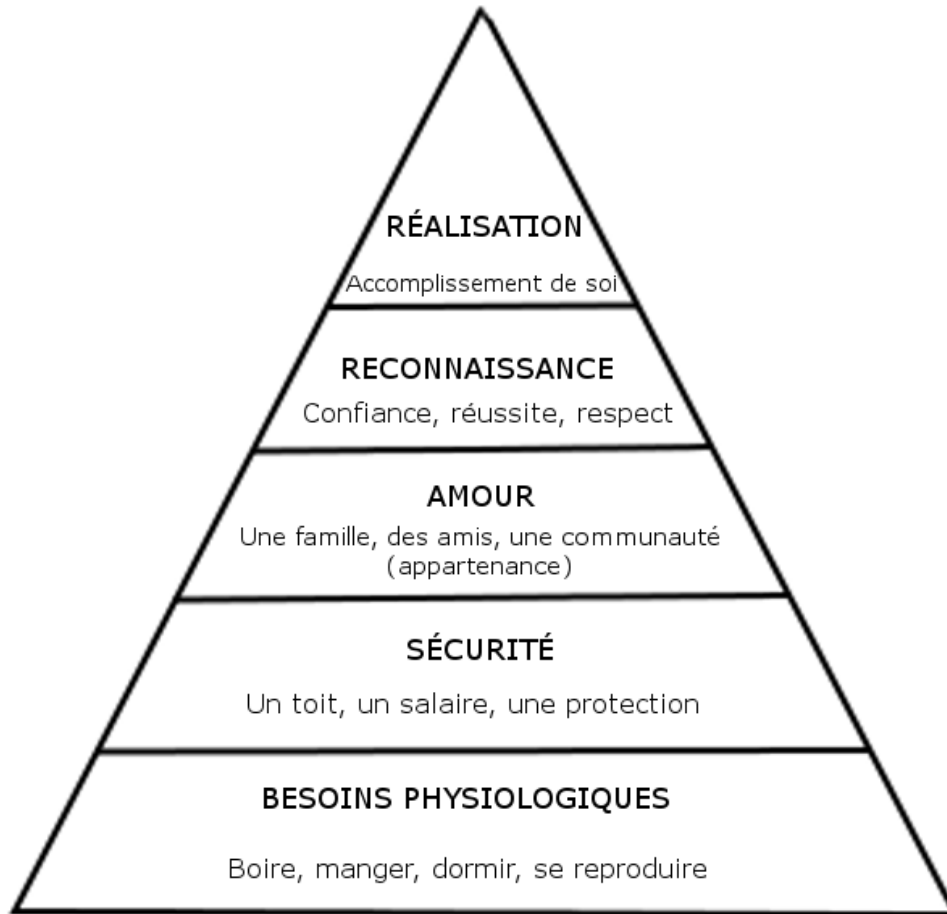 RÉALISATION
Accomplissement de soi
RECONNAISSANCE
Confiance, réussite, respect
AMOUR
Une famille, des amis, une communauté
(appartenance)
SÉCURITÉ
Un toit, un salaire, une protection
BESOINS PHYSIOLOGIQUES
Boire, manger, dormir, se reproduire